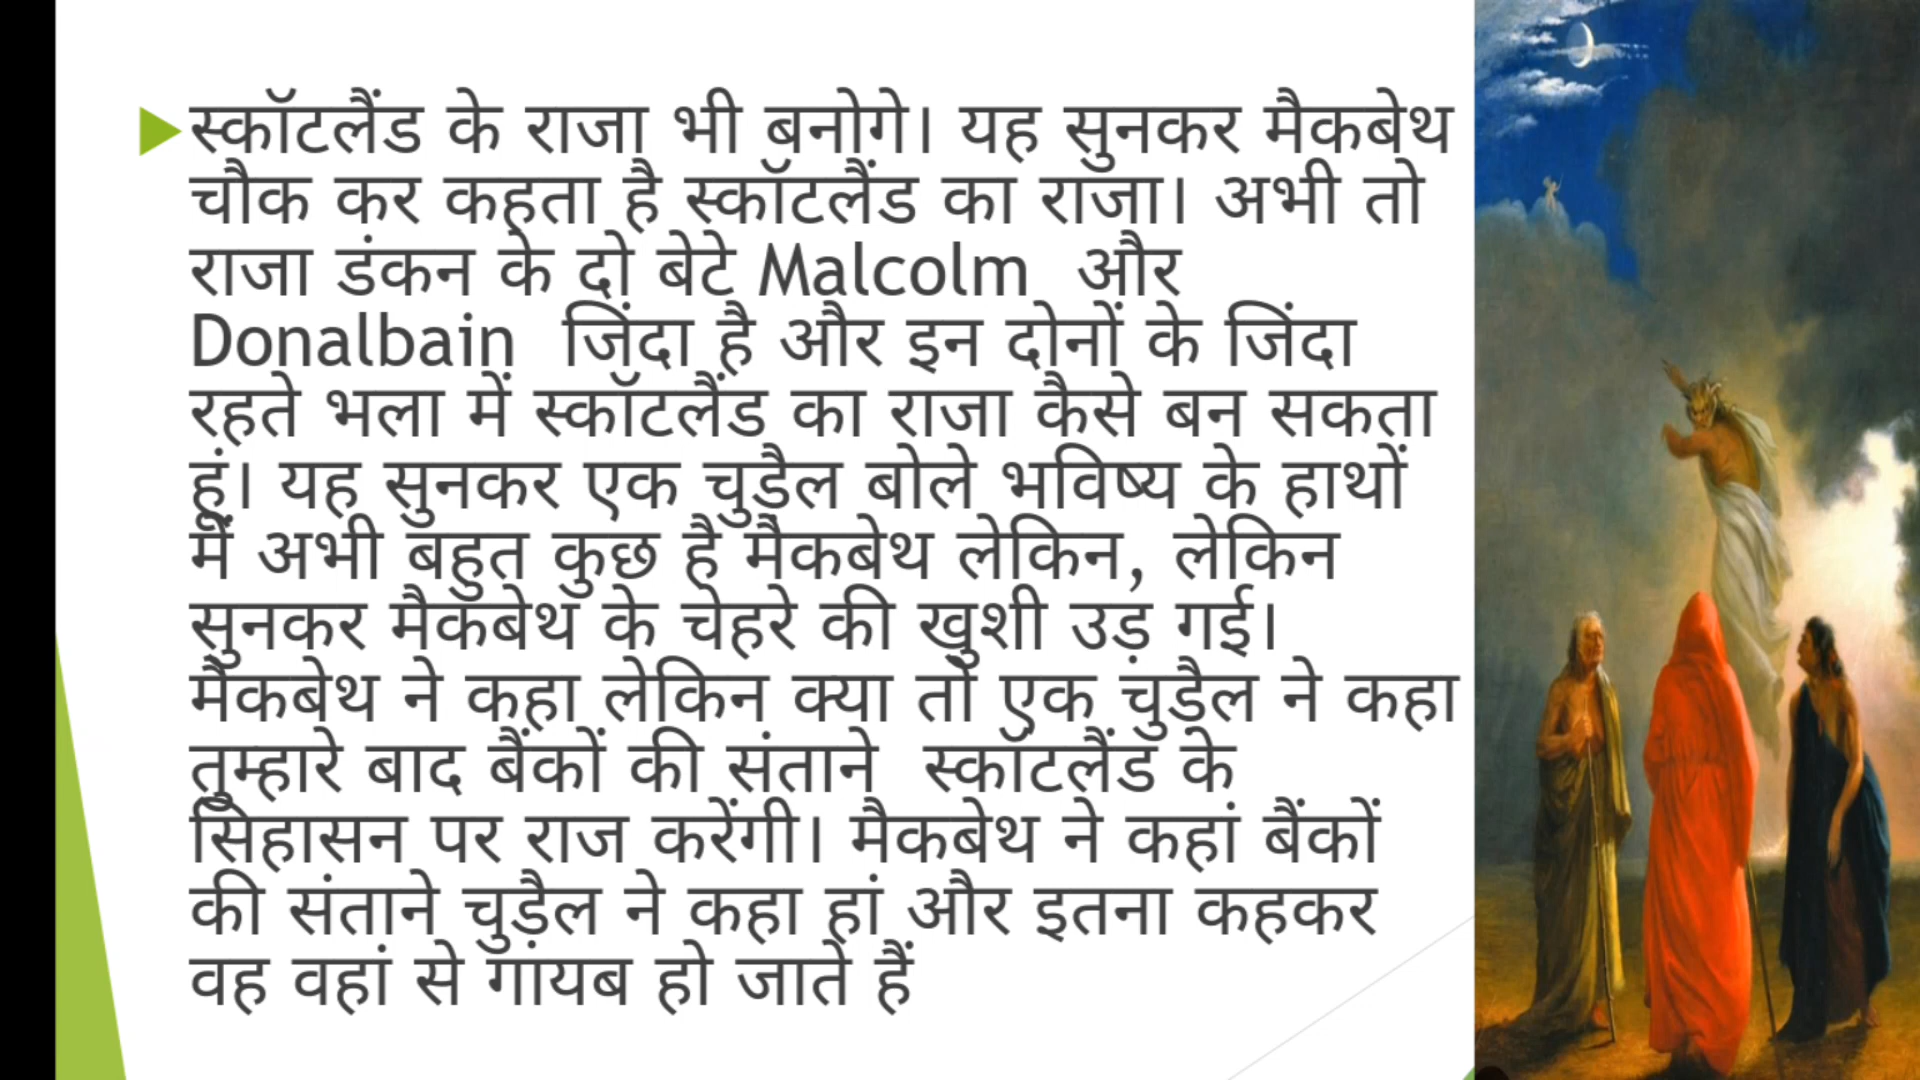 स्कॉटलैंड के राजा भी बनोगे। यह सुनकर मैकबेथ
चौक कर कहता है स्कॉटलैंड का राजा। अभी तो
राजा डंकन के दो बेटे Malcolm और
Donalbain जिंदा है और इन दोनों के जिंदा
रहते भला में स्कॉटलैंड का राजा कैसे बन सकता
हूं। यह सुनकर एक चुड़ैल बोले भविष्य के हाथों
में अभी बहुत कुछ है मैकबेथ लेकिन, लेकिन
सुनकर मैकबेथ के चेहरे की खुशी उड़ गई।
मैकबेथ ने कहा लेकिन क्या तो एक चुड़ैल ने कहा
तुम्हारे बाद बैंकों की संताने स्कॉटलैंड के
सिंहासन पर राज करेंगी। मैकबेथ ने कहां बैंकों
की संताने चुड़ैल ने कहा हां और इतना कहकर
वह वहां से गायब हो जाते हैं